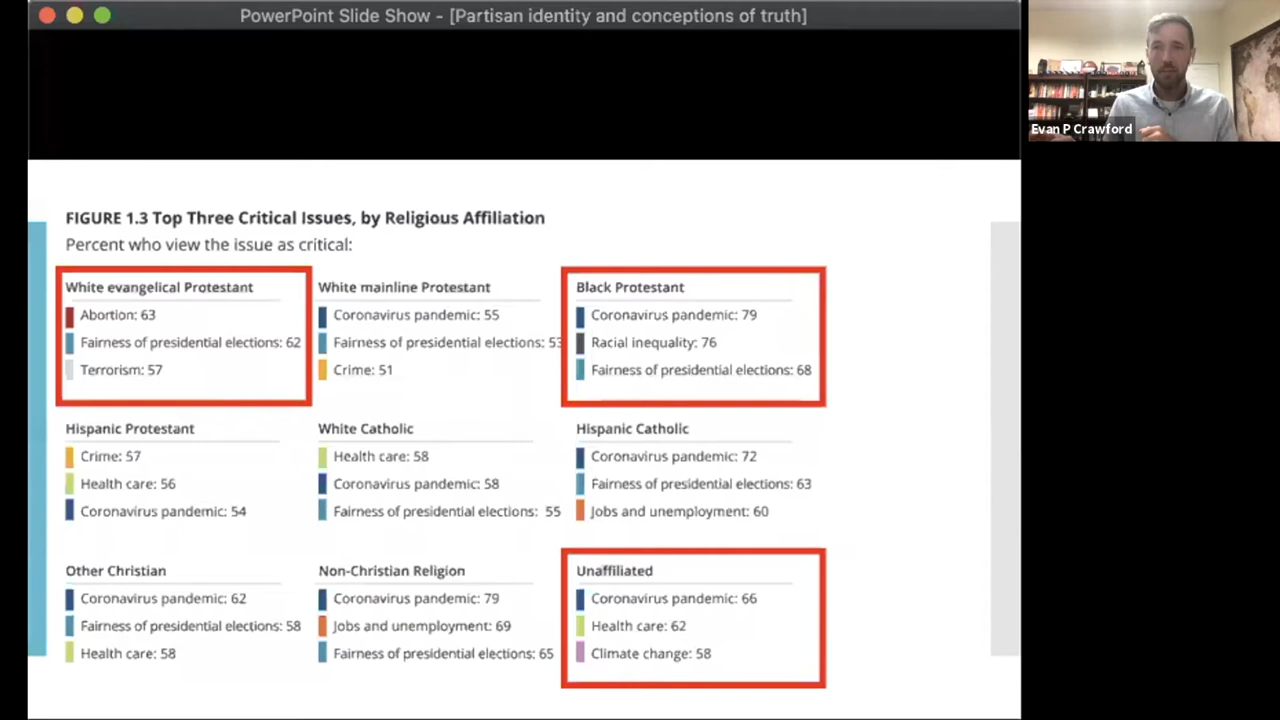 PowerPoint Slide Show - [Partisan identity and conceptions of truth]
Evan P Crawford
FIGURE 1.3 Top Three Critical Issues, by Religious Affiliation
Percent who view the issue as critical:
White evangelical Protestant
Abortion: 63
Fairness of presidential elections: 62
Terrorism: 57
White mainline Protestant
Coronavirus pandemic: 55
Fairness of presidential elections: 53
Crime: 51
Black Protestant
Coronavirus pandemic: 79
Racial inequality: 76
Fairness of presidential elections: 68
Hispanic Protestant
Crime: 57
Health care: 56
Coronavirus pandemic: 54
White Catholic
Health care: 58
Coronavirus pandemic: 58
Fairness of presidential elections: 55
Hispanic Catholic
Coronavirus pandemic: 72
Fairness of presidential elections: 63
Jobs and unemployment: 60
Other Christian
Coronavirus pandemic: 62
Fairness of presidential elections: 58
Health care: 58
Non-Christian Religion
Coronavirus pandemic: 79
Jobs and unemployment: 69
Fairness of presidential elections: 65
Unaffiliated
Coronavirus pandemic: 66
Health care: 62
Climate change: 58